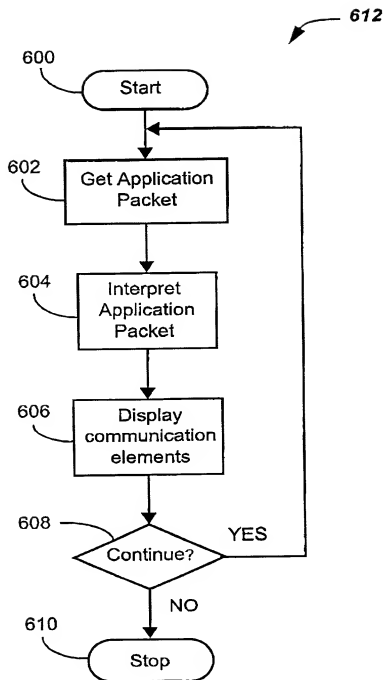 612
600
Start
602
Get Application
Packet
604
Interpret
Application
Packet
606
Display
communication
elements
608
Continue?
YES
NO
610
Stop